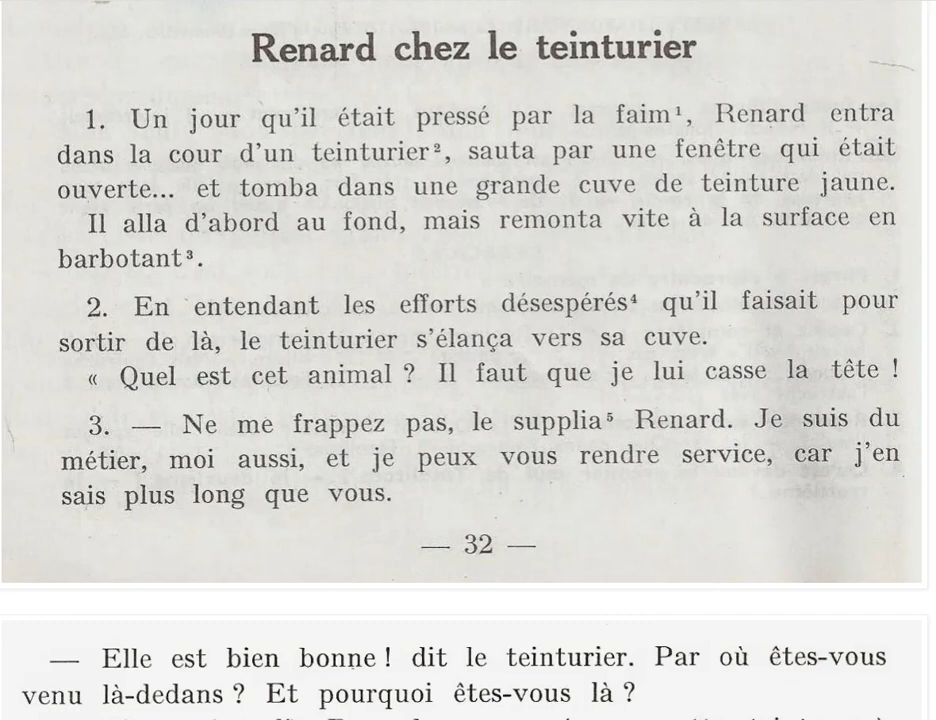 Renard chez le teinturier
1. Un jour qu'il était pressé par la faim¹, Renard entra
dans la cour d'un teinturier², sauta par une fenêtre qui était
ouverte... et tomba dans une grande cuve de teinture jaune.
Il alla d'abord au fond, mais remonta vite à la surface en
barbotant³.
2. En entendant les efforts désespérés⁴ qu'il faisait pour
sortir de là, le teinturier s'élança vers sa cuve.
« Quel est cet animal ? Il faut que je lui casse la tête !
3. — Ne me frappez pas, le supplia⁵ Renard. Je suis du
métier, moi aussi, et je peux vous rendre service, car j'en
sais plus long que vous.
— 32 —
— Elle est bien bonne ! dit le teinturier. Par où êtes-vous
venu là-dedans ? Et pourquoi êtes-vous là ?